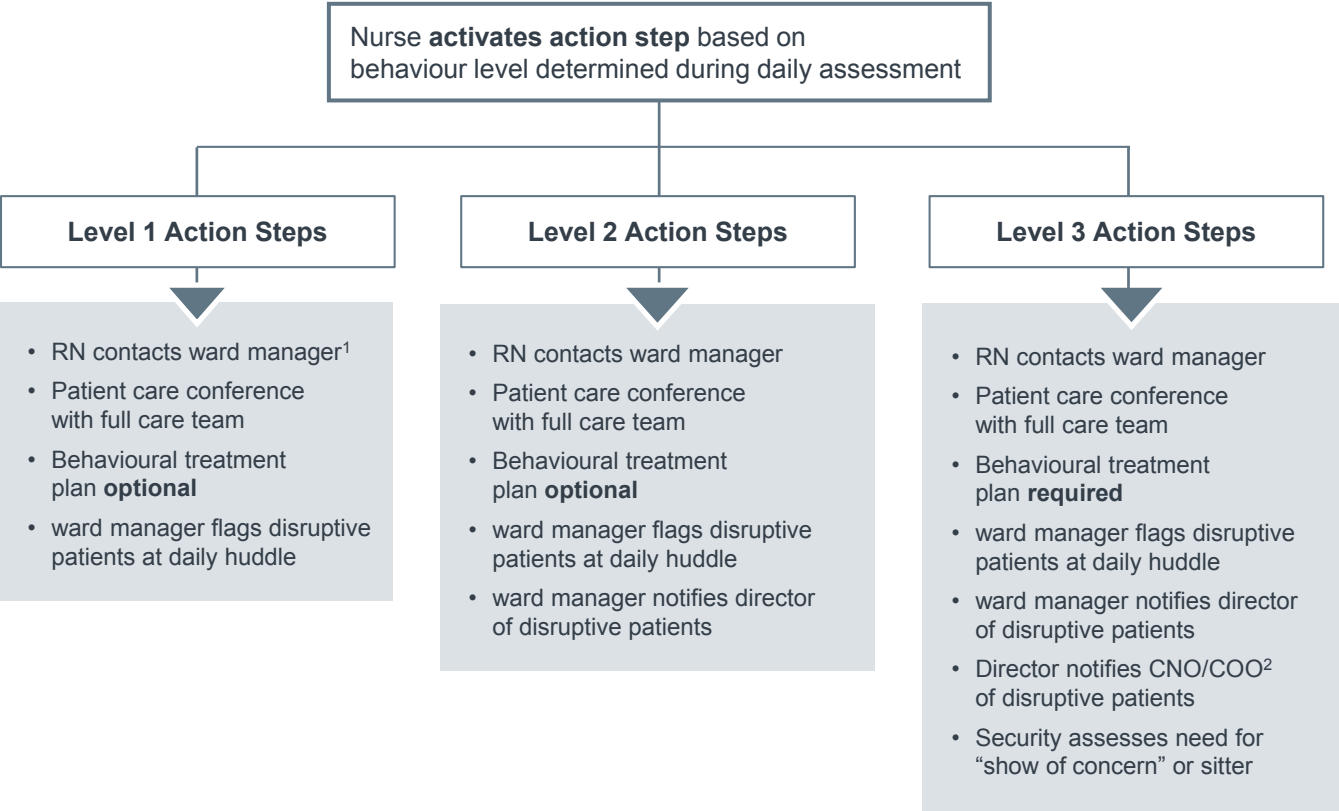 Nurse activates action step based on
behaviour level determined during daily assessment
Level 1 Action Steps
• RN contacts ward manager¹
• Patient care conference
with full care team
• Behavioural treatment
plan optional
• ward manager flags disruptive
patients at daily huddle
Level 2 Action Steps
• RN contacts ward manager
• Patient care conference
with full care team
• Behavioural treatment
plan optional
• ward manager flags disruptive
patients at daily huddle
• ward manager notifies director
of disruptive patients
Level 3 Action Steps
• RN contacts ward manager
• Patient care conference
with full care team
• Behavioural treatment
plan required
• ward manager flags disruptive
patients at daily huddle
• ward manager notifies director
of disruptive patients
• Director notifies CNO/COO²
of disruptive patients
• Security assesses need for
“show of concern” or sitter